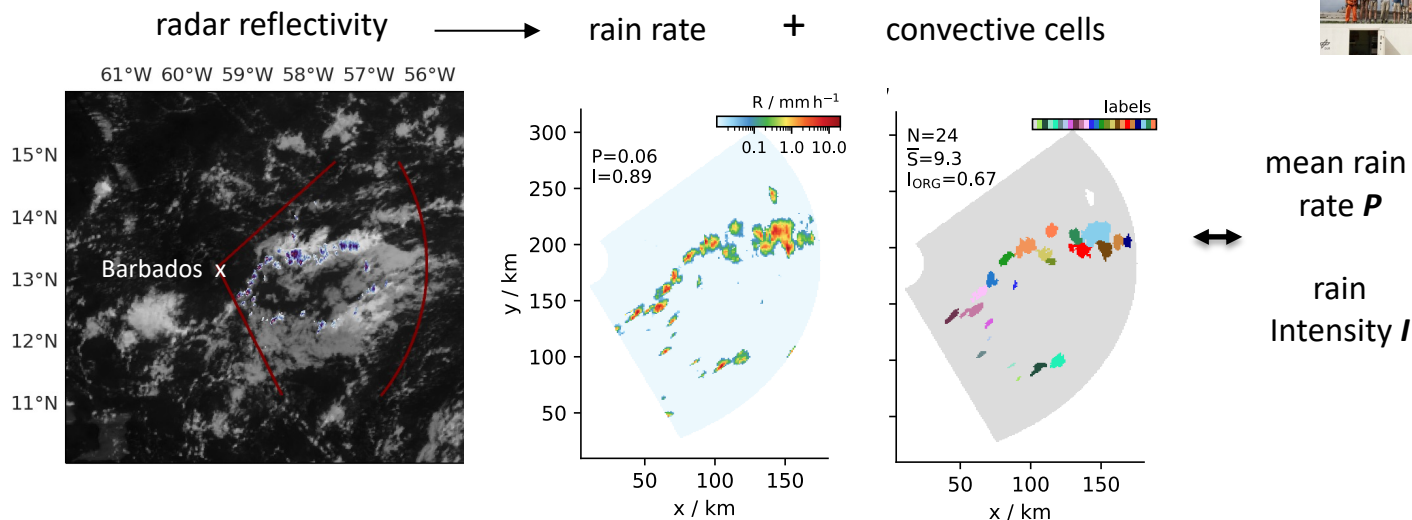 radar reflectivity
rain rate
+
convective cells
61°W 60°W 59°W 58°W 57°W 56°W
15°N
14°N
13°N
12°N
11°N
Barbados x
R / mm h⁻¹
0.1 1.0 10.0
P=0.06
I=0.89
300
250
200
150
100
50
y / km
50 100 150
x / km
labels
N=24
S̅=9.3
I_ORG=0.67
50 100 150
x / km
mean rain
rate P
rain
Intensity I